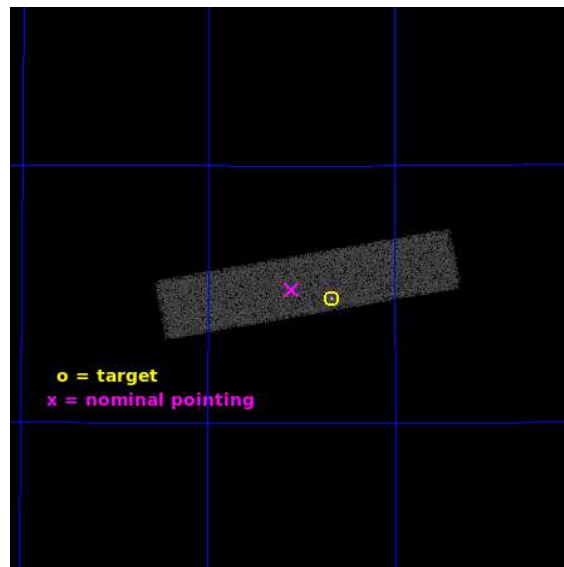 o = target
x = nominal pointing